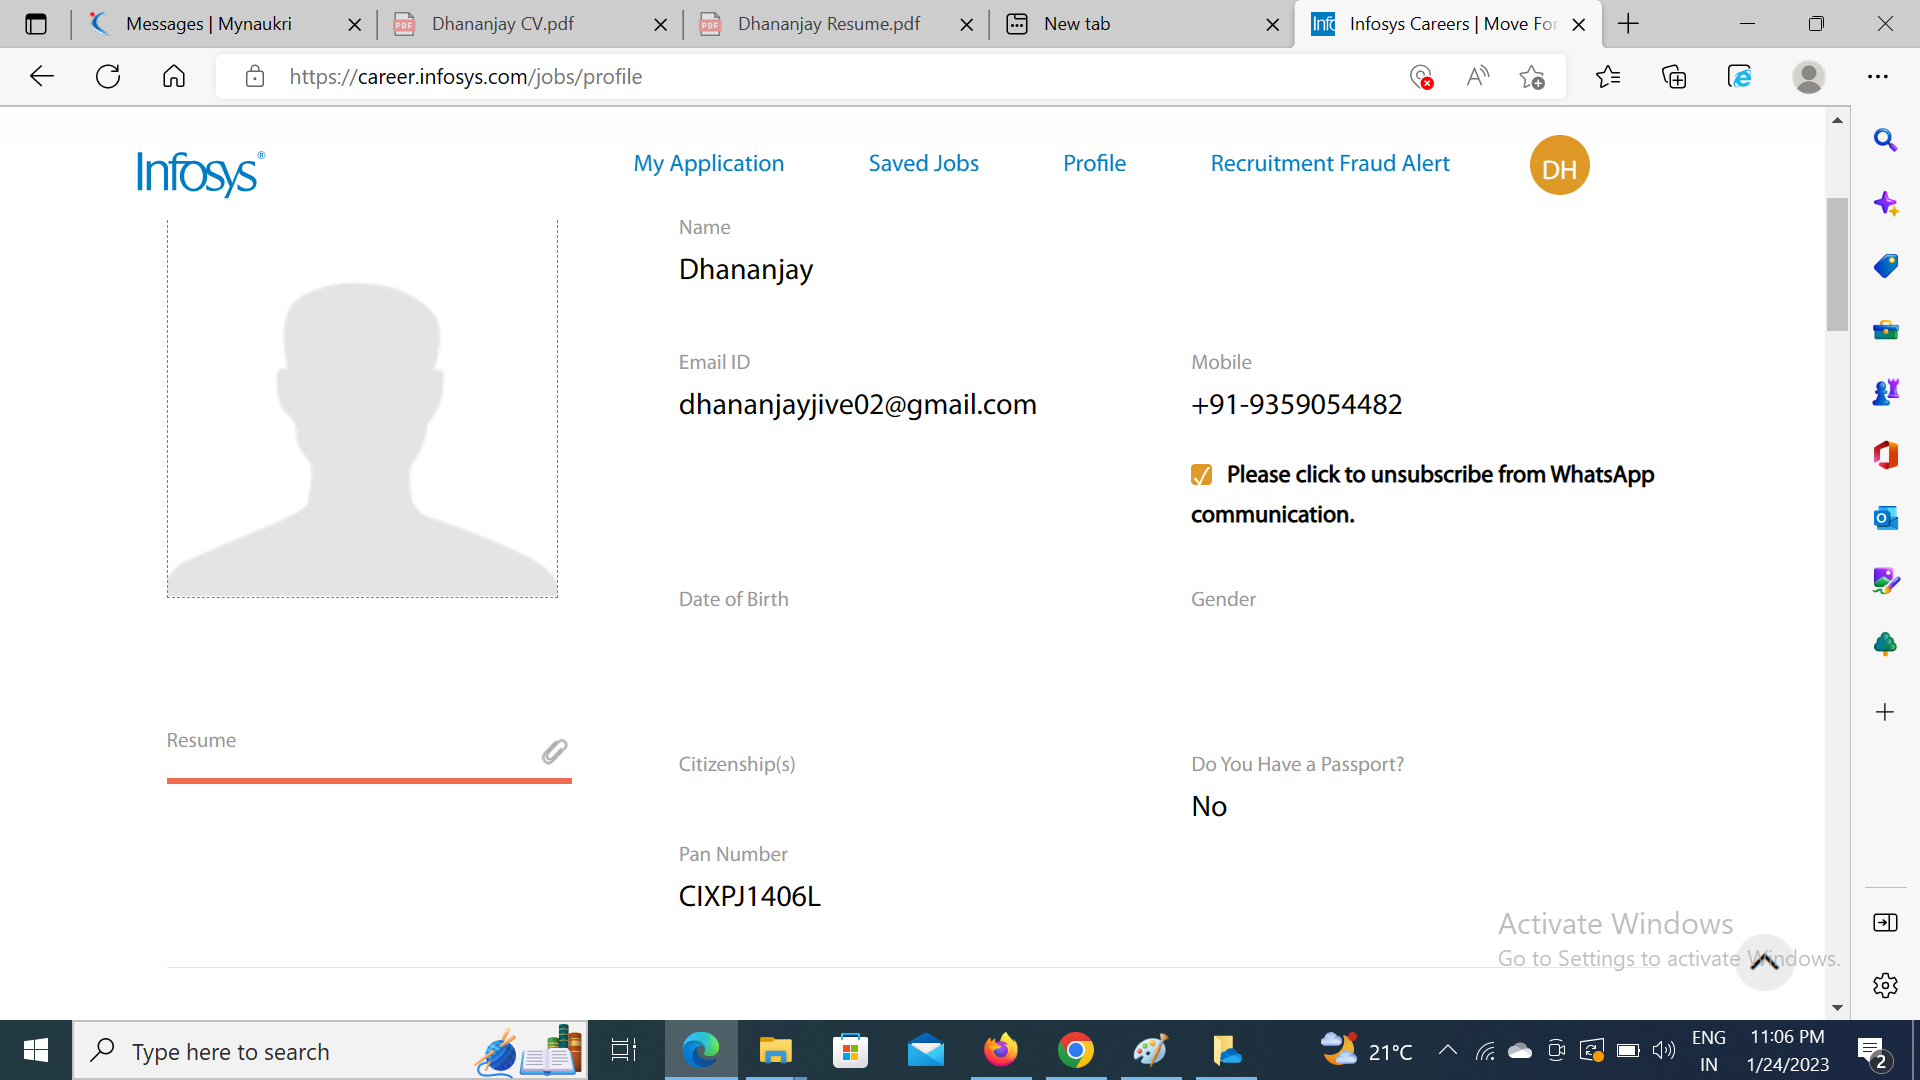 Messages | Mynaukri
Dhananjay CV.pdf
Dhananjay Resume.pdf
New tab
Infosys Careers | Move For
https://career.infosys.com/jobs/profile
Infosys®
My Application
Saved Jobs
Profile
Recruitment Fraud Alert
DH
Name
Dhananjay
Email ID
dhananjayjive02@gmail.com
Mobile
+91-9359054482
Please click to unsubscribe from WhatsApp
communication.
Date of Birth
Gender
Resume
Citizenship(s)
Do You Have a Passport?
No
Pan Number
CIXPJ1406L
Activate Windows
Go to Settings to activate Windows.
Type here to search
21°C
ENG
IN
11:06 PM
1/24/2023
2